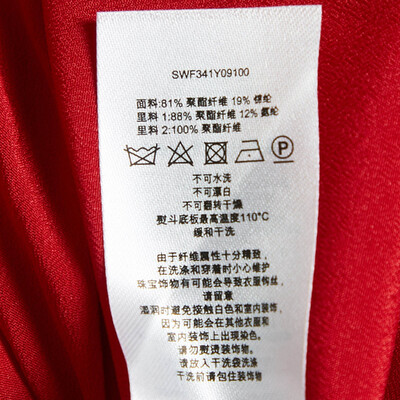 SWF341Y09100
面料:81% 聚酯纤维 19% 锦纶
里料 1:88% 聚酯纤维 12% 氨纶
里料 2:100% 聚酯纤维
P
不可水洗
不可漂白
不可翻转干燥
熨斗底板最高温度110°C
缓和干洗
由于纤维属性十分精致，
在洗涤和穿着时小心维护
珠宝饰物有可能会导致衣服钩丝，
请留意
潮润时避免接触白色和室内装饰，
因为可能会在其他衣服和
室内装饰上出现染色。
请勿熨烫装饰物。
请放入干洗袋洗涤
干洗前请包住装饰物